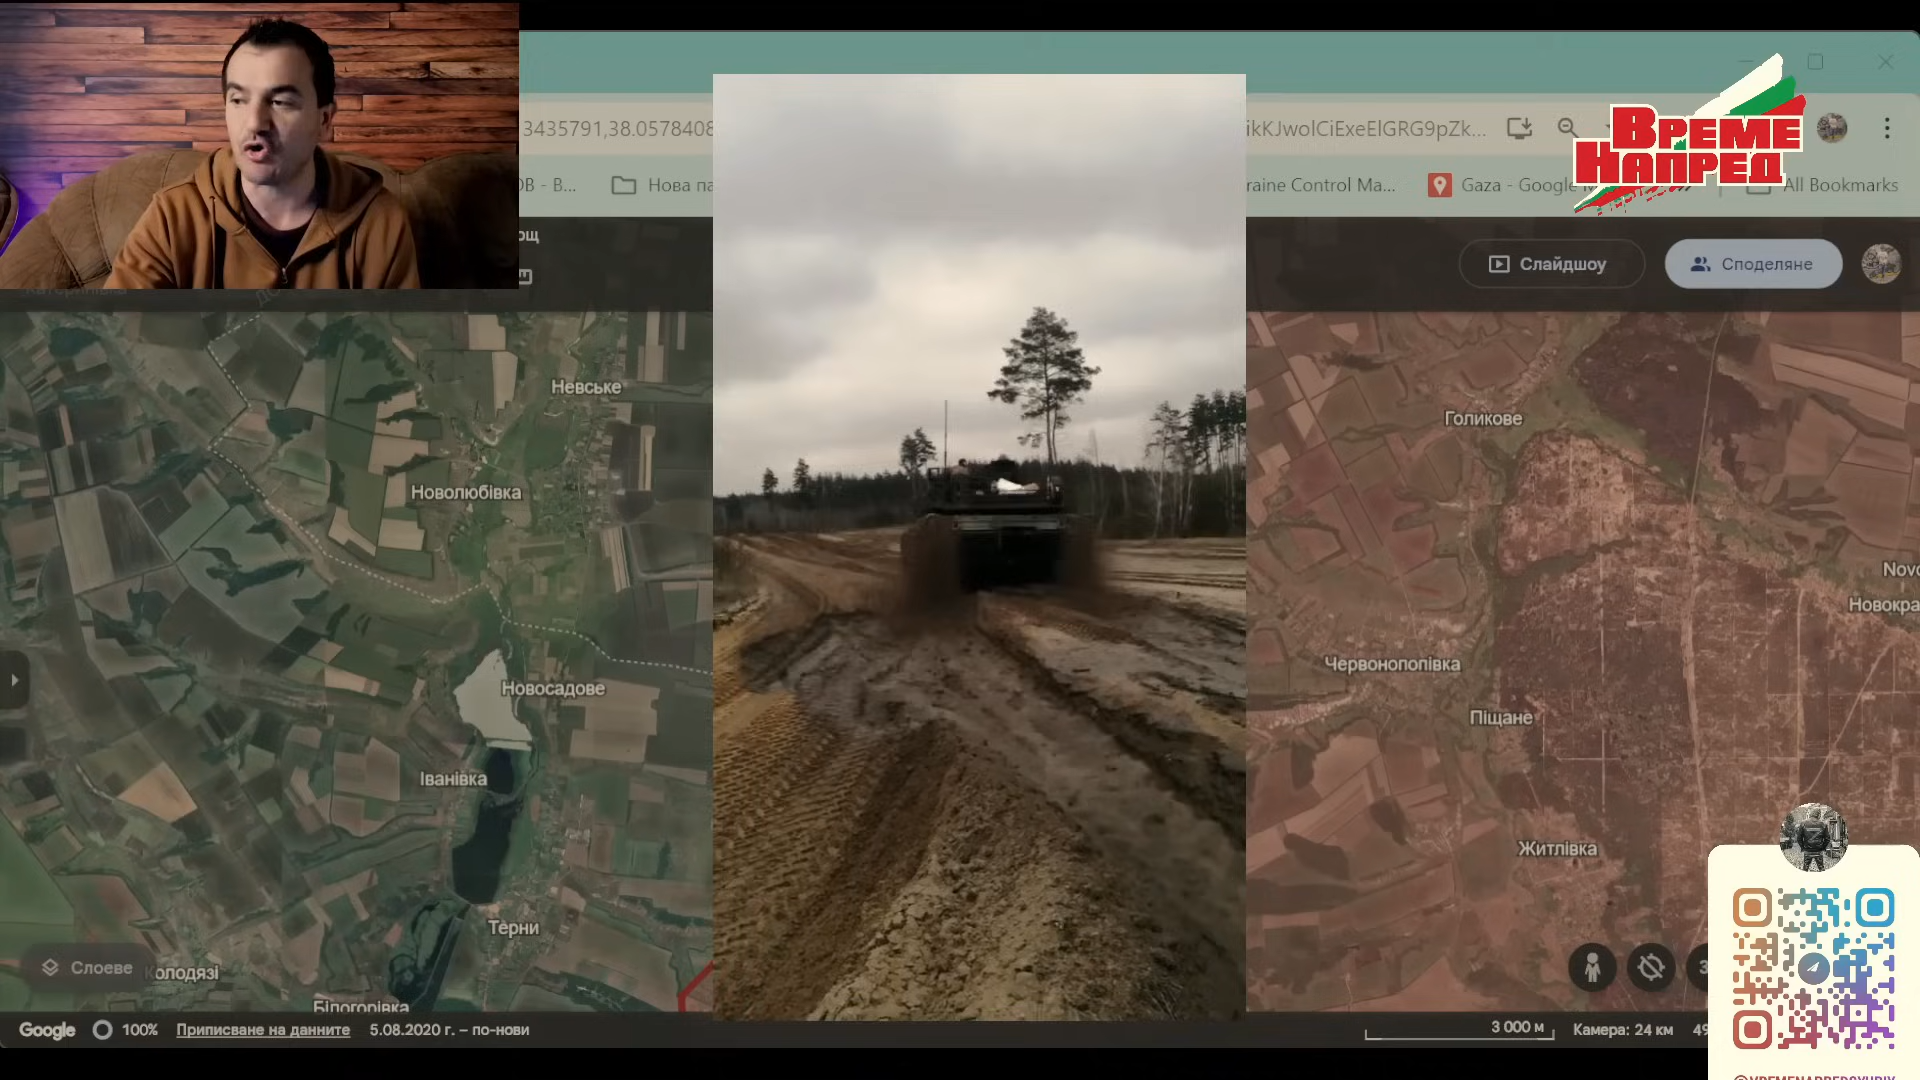 3435791,38.0578408
ikKJwolCiExeElGRG9pZk...
ВРЕМЕ
НАПРЕД
Нова па
raine Control Ma...
Gaza - Google
All Bookmarks
Слайдшоу
Споделяне
Невське
Голикове
Новолюбівка
Novo
Новокра
Червонопопівка
Новосадове
Піщане
Іванівка
Житлівка
Терни
Слоеве
олодязі
Білогорівка
Google
100%
Приписване на данните
5.08.2020 г. – по-нови
3 000 м
Камера: 24 км
49